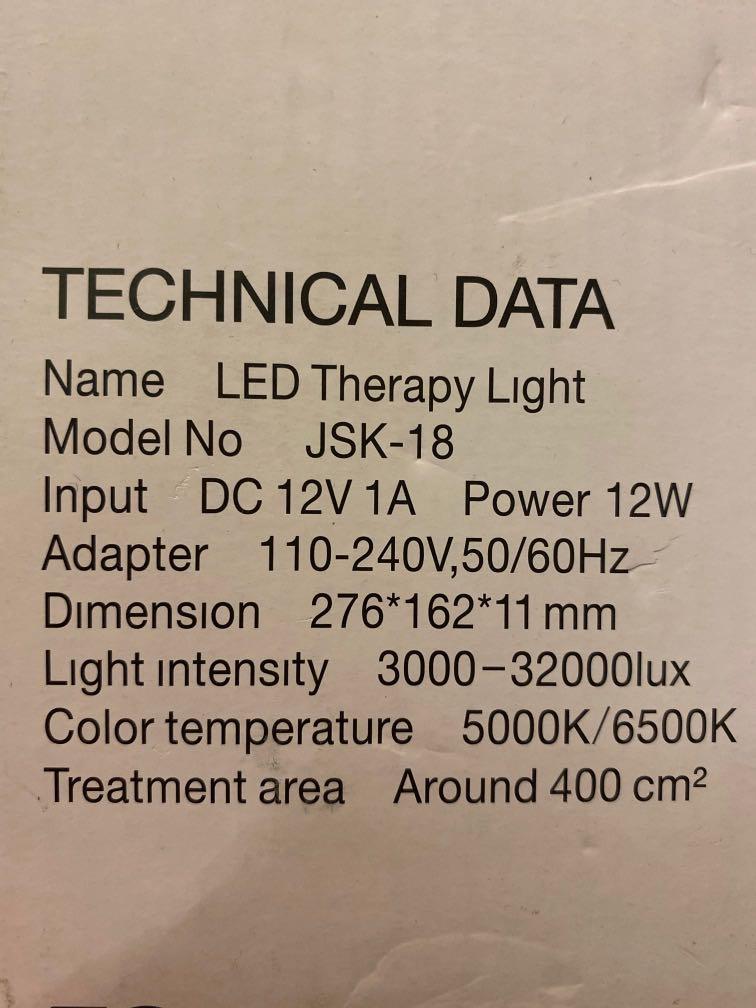 TECHNICAL DATA
Name LED Therapy Light
Model No JSK-18
Input DC 12V 1A Power 12W
Adapter 110-240V,50/60Hz
Dimension 276*162*11 mm
Light intensity 3000-32000lux
Color temperature 5000K/6500K
Treatment area Around 400 cm²